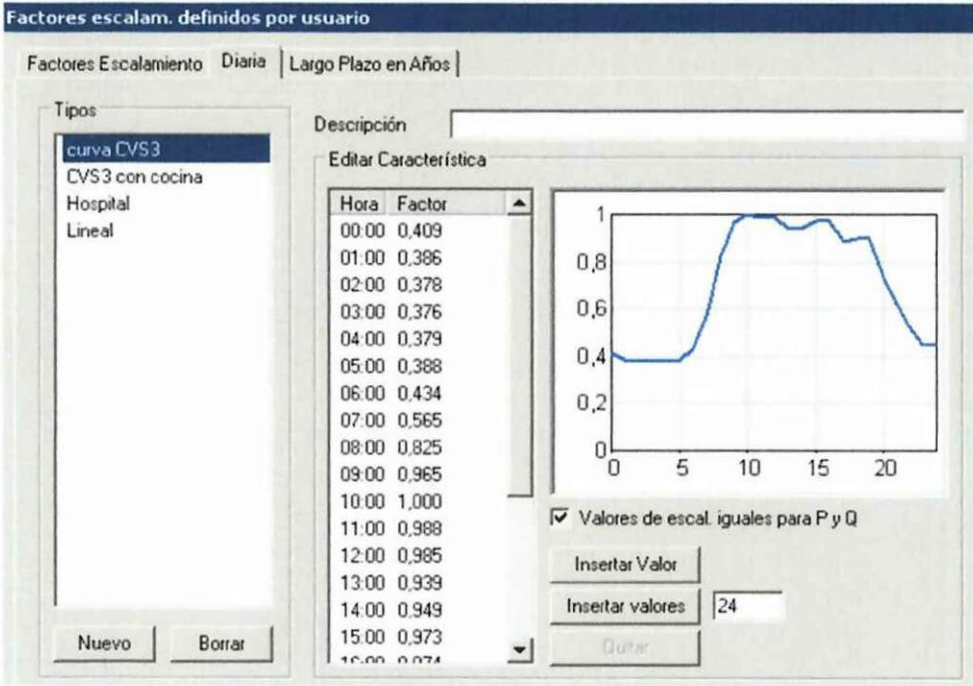 Factores escalam. definidos por usuario
Factores Escalamiento Diaria Largo Plazo en Años
Tipos
curva CVS3
CVS3 con cocina
Hospital
Lineal
Nuevo Borrar
Descripción
Editar Característica
Hora Factor
00:00 0,409
01:00 0,386
02:00 0,378
03:00 0,376
04:00 0,379
05:00 0,388
06:00 0,434
07:00 0,565
08:00 0,825
09:00 0,965
10:00 1,000
11:00 0,988
12:00 0,985
13:00 0,939
14:00 0,949
15:00 0,973
1
0,8
0,6
0,4
0,2
0
0 5 10 15 20
Valores de escal. iguales para P y Q
Insertar Valor
Insertar valores 24
Quitar